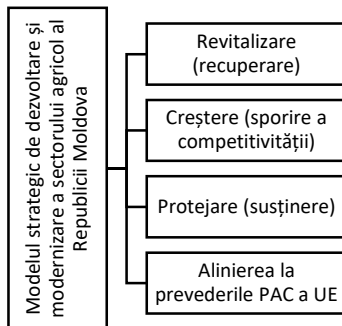 Modelul strategic de dezvoltare și
modernizare a sectorului agricol al
Republicii Moldova
Revitalizare
(recuperare)
Creștere (sporire a
competitivității)
Protejare (susținere)
Alinierea la
prevederile PAC a UE